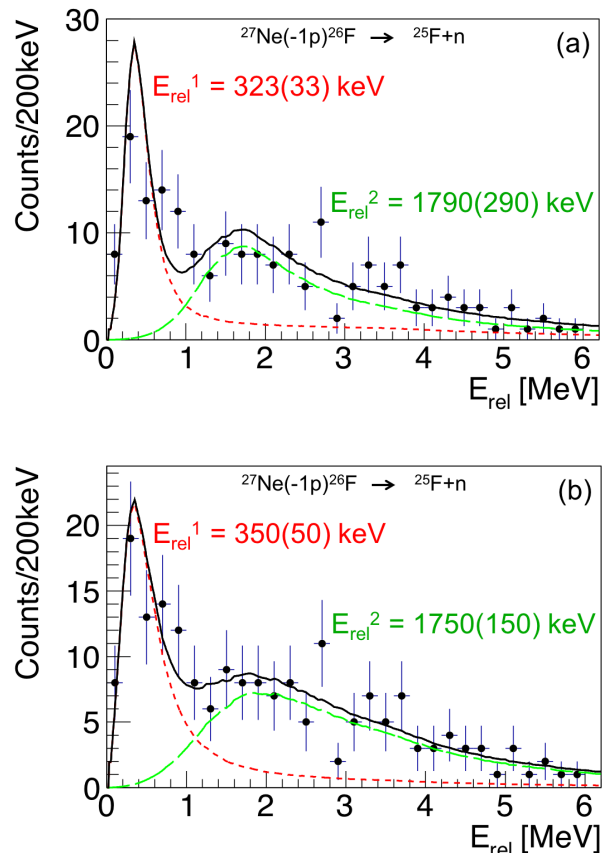 30
20
10
0
Counts/200keV
²⁷Ne(-1p)²⁶F → ²⁵F+n
(a)
E_rel¹ = 323(33) keV
E_rel² = 1790(290) keV
0 1 2 3 4 5 6
E_rel [MeV]
20
15
10
5
0
Counts/200keV
²⁷Ne(-1p)²⁶F → ²⁵F+n
(b)
E_rel¹ = 350(50) keV
E_rel² = 1750(150) keV
0 1 2 3 4 5 6
E_rel [MeV]